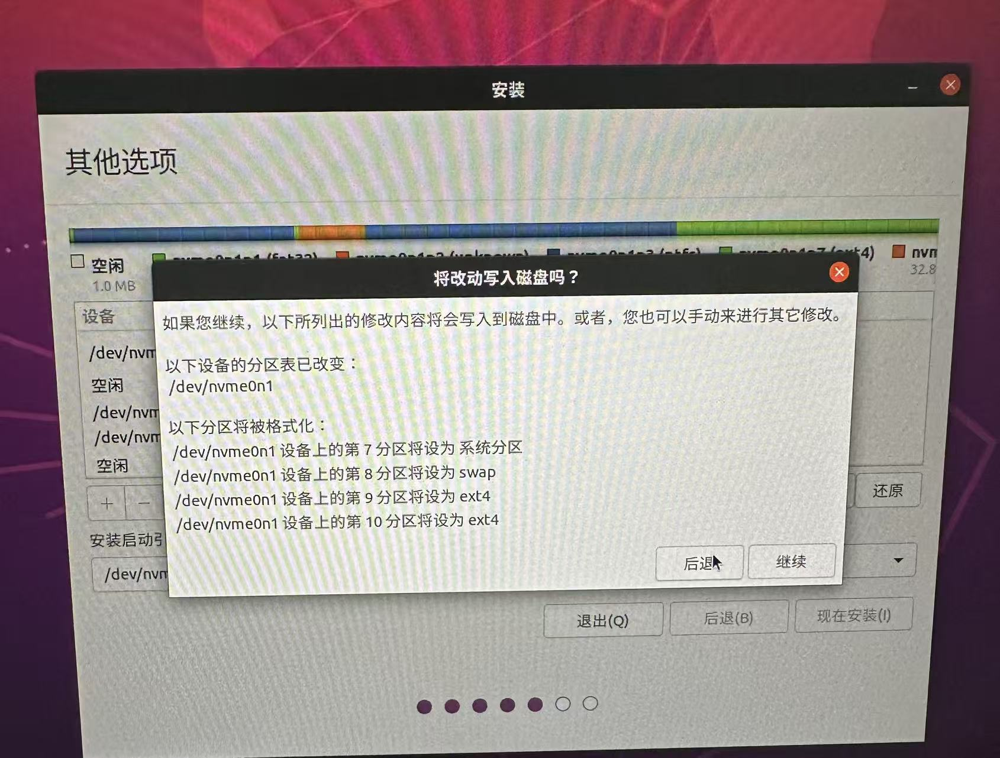 安装
其他选项
空闲
1.0 MB
nvme0n1p1 (fat32)
nvme0n1p2 (unknown)
nvme0n1p3 (ntfs)
nvme0n1p7 (ext4)
nvm
32.8
将改动写入磁盘吗？
如果您继续，以下所列出的修改内容将会写入到磁盘中。或者，您也可以手动来进行其它修改。
以下设备的分区表已改变：
/dev/nvme0n1
以下分区将被格式化：
/dev/nvme0n1 设备上的第 7 分区将设为 系统分区
/dev/nvme0n1 设备上的第 8 分区将设为 swap
/dev/nvme0n1 设备上的第 9 分区将设为 ext4
/dev/nvme0n1 设备上的第 10 分区将设为 ext4
后退
继续
设备
/dev/nvm
空闲
/dev/nvm
/dev/nvm
空闲
+
−
还原
安装启动引
/dev/nvm
退出(Q)
后退(B)
现在安装(I)